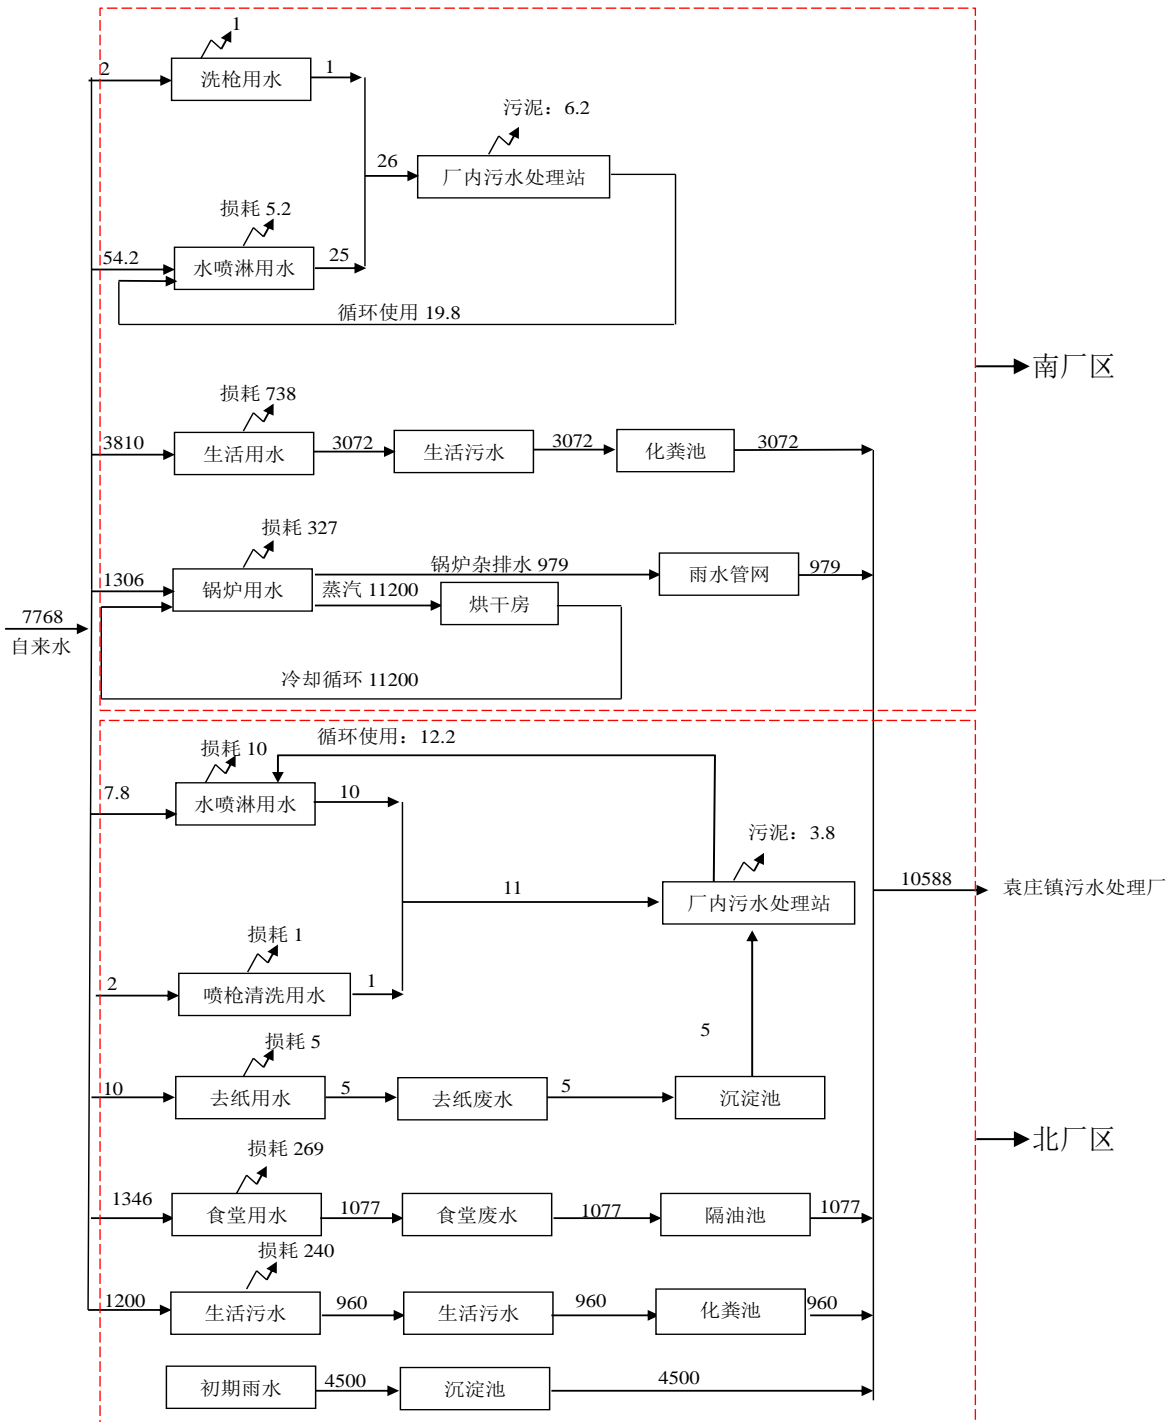 1
2
洗枪用水
1
污泥：6.2
26
厂内污水处理站
损耗 5.2
54.2
水喷淋用水
25
循环使用 19.8
南厂区
损耗 738
3810
生活用水
3072
生活污水
3072
化粪池
3072
损耗 327
1306
锅炉用水
锅炉杂排水 979
雨水管网
979
蒸汽 11200
烘干房
7768
自来水
冷却循环 11200
循环使用：12.2
损耗 10
7.8
水喷淋用水
10
污泥：3.8
11
厂内污水处理站
10588
袁庄镇污水处理厂
损耗 1
2
喷枪清洗用水
1
5
损耗 5
10
去纸用水
5
去纸废水
5
沉淀池
北厂区
损耗 269
1346
食堂用水
1077
食堂废水
1077
隔油池
1077
损耗 240
1200
生活污水
960
生活污水
960
化粪池
960
初期雨水
4500
沉淀池
4500